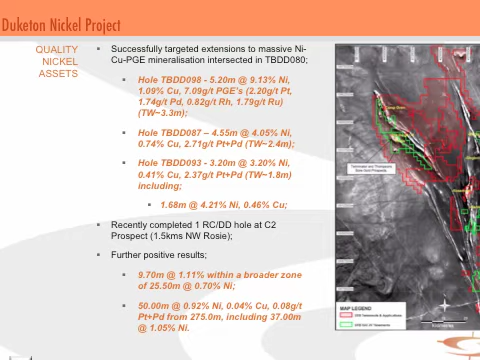 Duketon Nickel Project
QUALITY
NICKEL
ASSETS
Successfully targeted extensions to massive Ni-
Cu-PGE mineralisation intersected in TBDD080;
Hole TBDD098 - 5.20m @ 9.13% Ni,
1.09% Cu, 7.09g/t PGE's (2.20g/t Pt,
1.74g/t Pd, 0.82g/t Rh, 1.79g/t Ru)
(TW~3.3m);
Hole TBDD087 – 4.55m @ 4.05% Ni,
0.74% Cu, 2.71g/t Pt+Pd (TW~2.4m);
Hole TBDD093 - 3.20m @ 3.20% Ni,
0.41% Cu, 2.37g/t Pt+Pd (TW~1.8m)
including;
1.68m @ 4.21% Ni, 0.46% Cu;
Recently completed 1 RC/DD hole at C2
Prospect (1.5kms NW Rosie);
Further positive results;
9.70m @ 1.11% within a broader zone
of 25.50m @ 0.70% Ni;
50.00m @ 0.92% Ni, 0.04% Cu, 0.08g/t
Pt+Pd from 275.0m, including 37.00m
@ 1.05% Ni.
MAP LEGEND